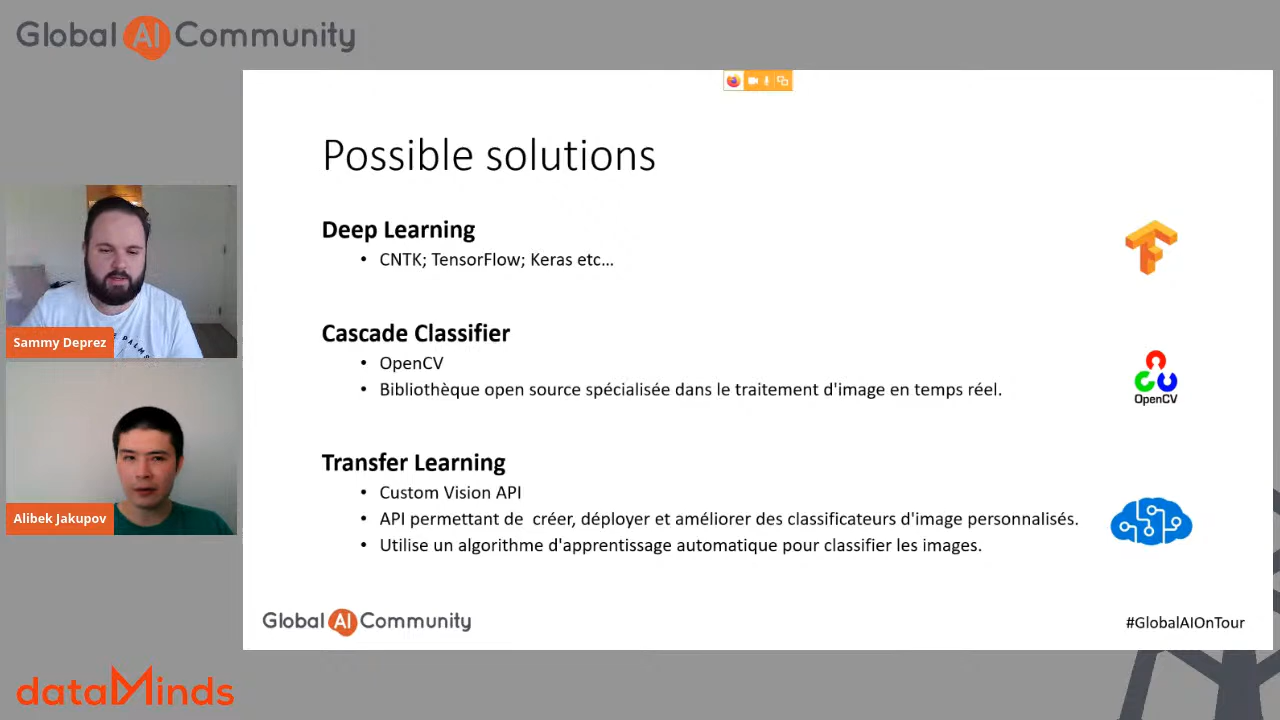 Global AI Community
Possible solutions
Deep Learning
• CNTK; TensorFlow; Keras etc...
Cascade Classifier
• OpenCV
• Bibliothèque open source spécialisée dans le traitement d'image en temps réel.
OpenCV
Transfer Learning
• Custom Vision API
• API permettant de créer, déployer et améliorer des classificateurs d'image personnalisés.
• Utilise un algorithme d'apprentissage automatique pour classifier les images.
Global AI Community
#GlobalAIOnTour
Sammy Deprez
Alibek Jakupov
dataMinds